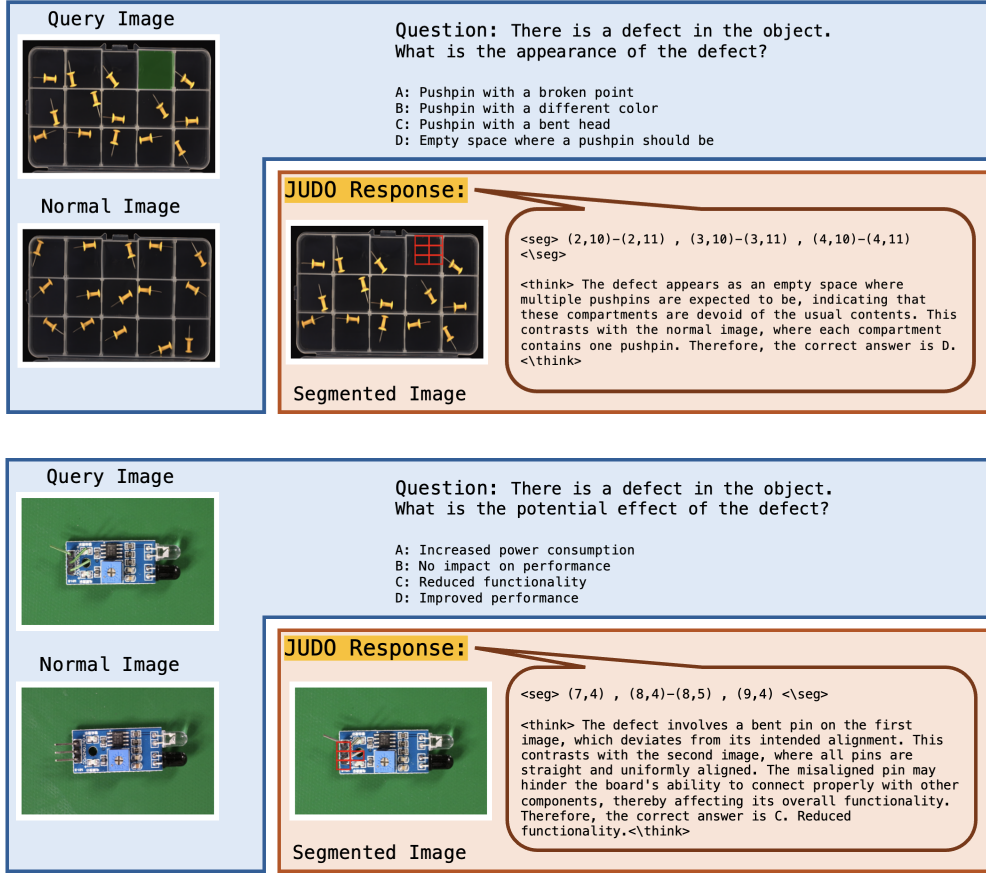 Query Image
Question: There is a defect in the object.
What is the appearance of the defect?
A: Pushpin with a broken point
B: Pushpin with a different color
C: Pushpin with a bent head
D: Empty space where a pushpin should be
Normal Image
JUDO Response:
<seg> (2,10)–(2,11) , (3,10)–(3,11) , (4,10)–(4,11)
<\seg>
<think> The defect appears as an empty space where
multiple pushpins are expected to be, indicating that
these compartments are devoid of the usual contents. This
contrasts with the normal image, where each compartment
contains one pushpin. Therefore, the correct answer is D.
<\think>
Segmented Image
Query Image
Question: There is a defect in the object.
What is the potential effect of the defect?
A: Increased power consumption
B: No impact on performance
C: Reduced functionality
D: Improved performance
Normal Image
JUDO Response:
<seg> (7,4) , (8,4)–(8,5) , (9,4) <\seg>
<think> The defect involves a bent pin on the first
image, which deviates from its intended alignment. This
contrasts with the second image, where all pins are
straight and uniformly aligned. The misaligned pin may
hinder the board's ability to connect properly with other
components, thereby affecting its overall functionality.
Therefore, the correct answer is C. Reduced
functionality.<\think>
Segmented Image